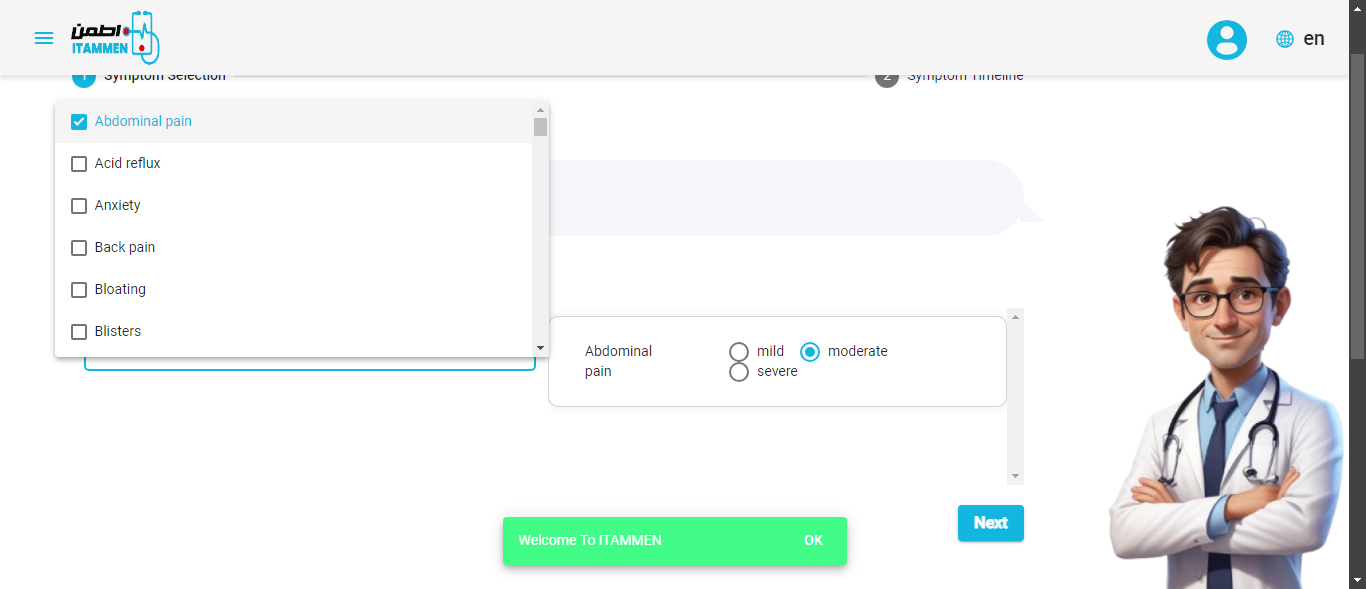 اطمن
ITAMMEN
en
1 Symptom Selection
2 Symptom Timeline
Abdominal pain
Acid reflux
Anxiety
Back pain
Bloating
Blisters
Abdominal pain
mild
moderate
severe
Next
Welcome To ITAMMEN
OK